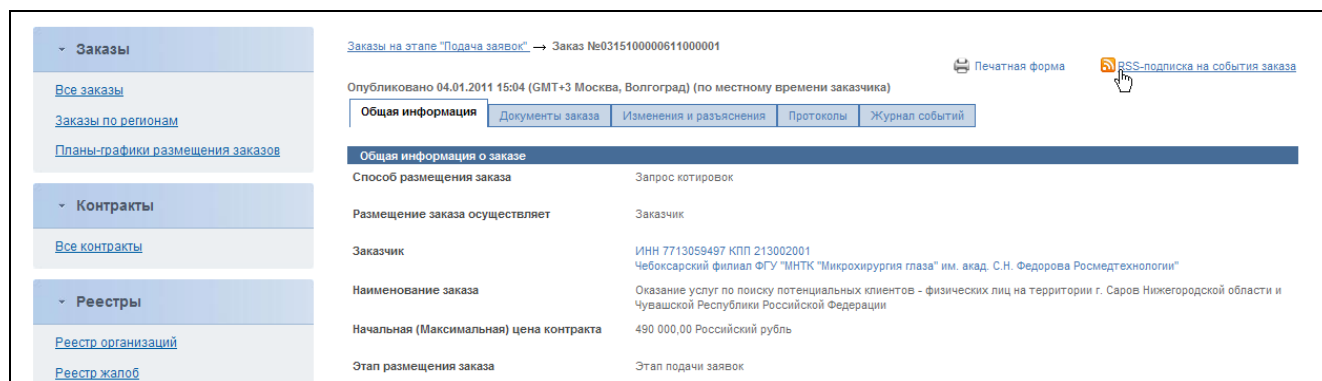 Заказы
Все заказы
Заказы по регионам
Планы-графики размещения заказов
Контракты
Все контракты
Реестры
Реестр организаций
Реестр жалоб
Заказы на этапе "Подача заявок" → Заказ №0315100000611000001
Печатная форма RSS-подписка на события заказа
Опубликовано 04.01.2011 15:04 (GMT+3 Москва, Волгоград) (по местному времени заказчика)
Общая информация Документы заказа Изменения и разъяснения Протоколы Журнал событий
Общая информация о заказе
Способ размещения заказа Запрос котировок
Размещение заказа осуществляет Заказчик
Заказчик ИНН 7713059497 КПП 213002001
Чебоксарский филиал ФГУ "МНТК "Микрохирургия глаза" им. акад. С.Н. Федорова Росмедтехнологии"
Наименование заказа Оказание услуг по поиску потенциальных клиентов - физических лиц на территории г. Саров Нижегородской области и
Чувашской Республики Российской Федерации
Начальная (Максимальная) цена контракта 490 000,00 Российский рубль
Этап размещения заказа Этап подачи заявок